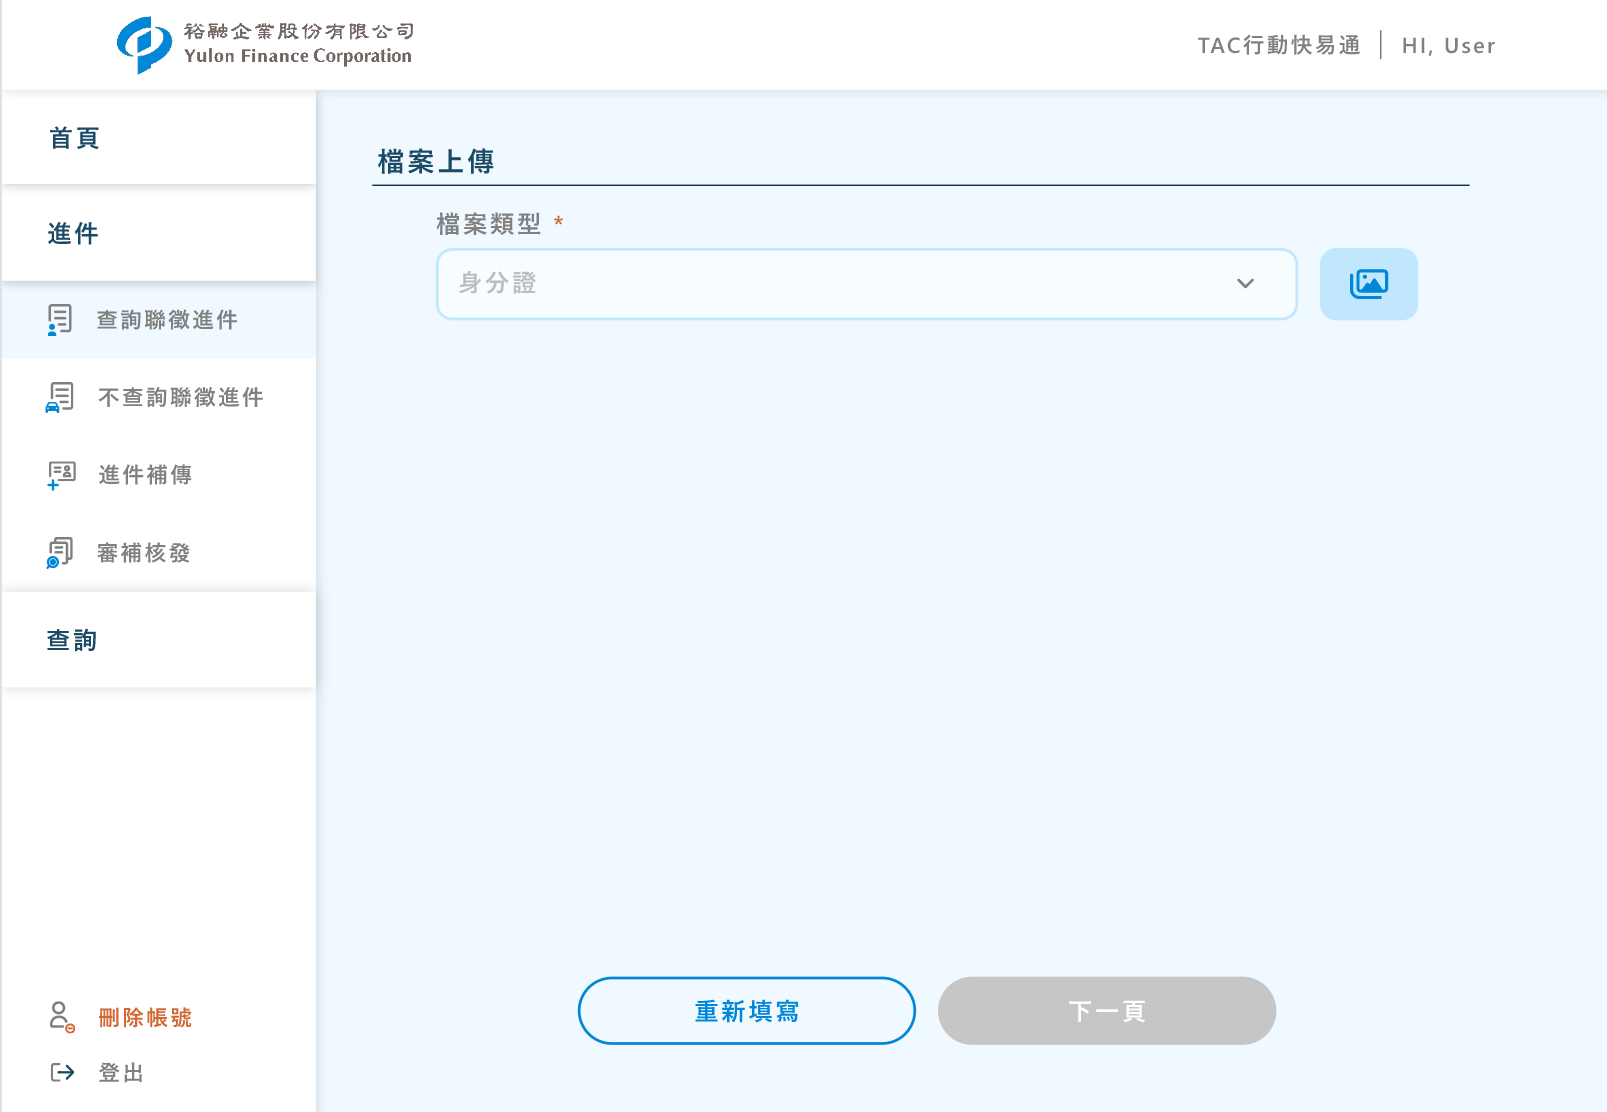 裕融企業股份有限公司
Yulon Finance Corporation
TAC行動快易通
HI, User
首頁
進件
查詢聯徵進件
不查詢聯徵進件
進件補傳
審補核發
查詢
刪除帳號
登出
檔案上傳
檔案類型 *
身分證
重新填寫
下一頁